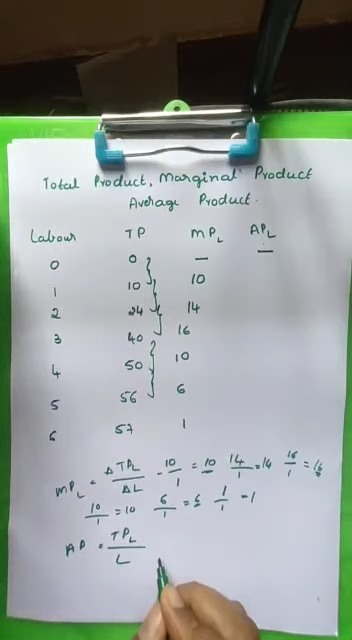 Total Product, Marginal Product
Average Product.
Labour TP MPL APL
0 0 — —
1 10 10
2 24 14
3 40 16
4 50 10
5 56 6
6 57 1
MPL = ΔTPL/ΔL - 10/1 = 10 14/1 = 14 16/1 = 16
10/1 = 10 6/1 = 6 1/1 - 1
AP = TPL/L